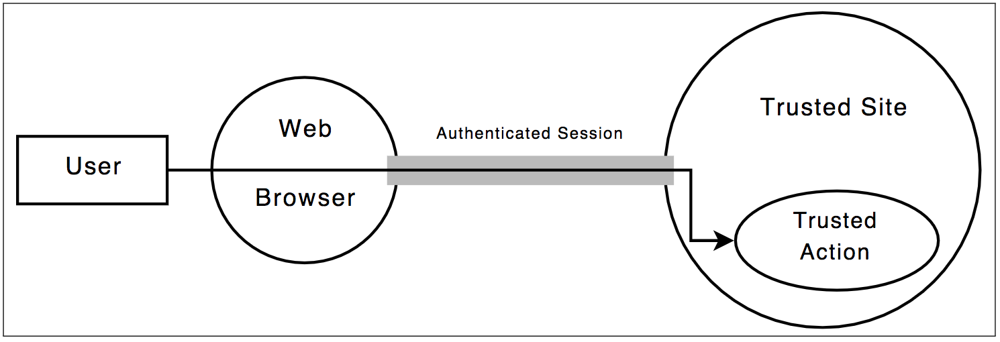 User
Web
Browser
Authenticated Session
Trusted Site
Trusted
Action